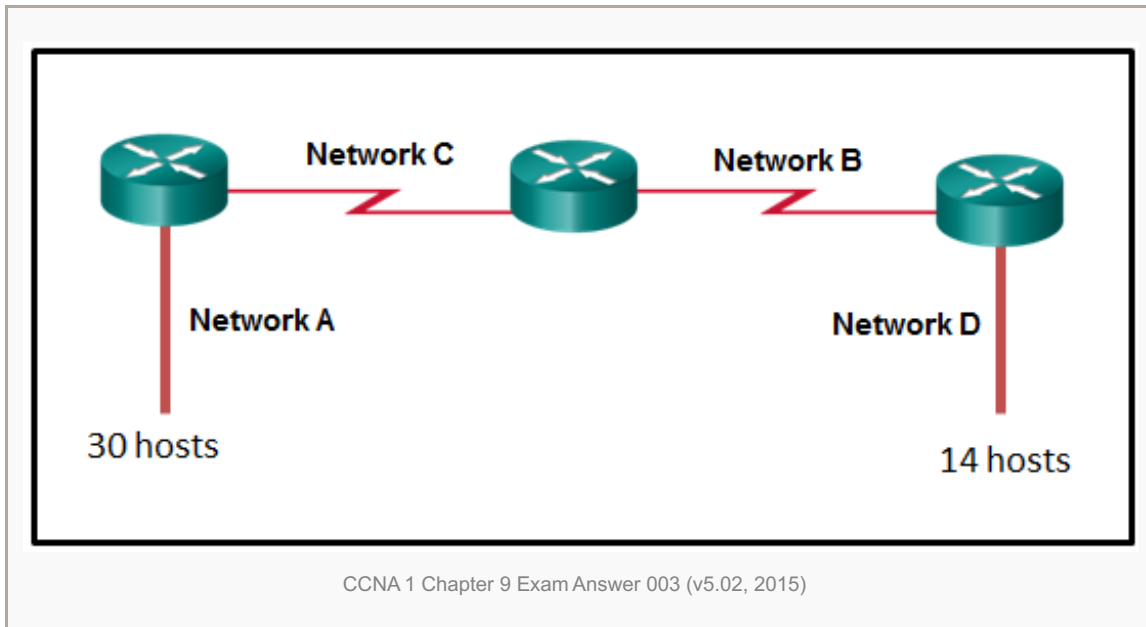 Network C
Network B
Network A
Network D
30 hosts
14 hosts
CCNA 1 Chapter 9 Exam Answer 003 (v5.02, 2015)